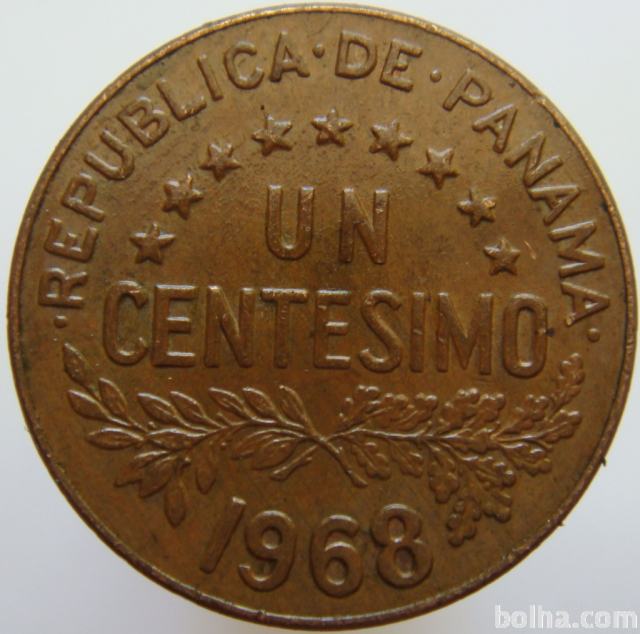 ·REPUBLICA·DE·PANAMA·
UN
CENTESIMO
1968
bolha.com